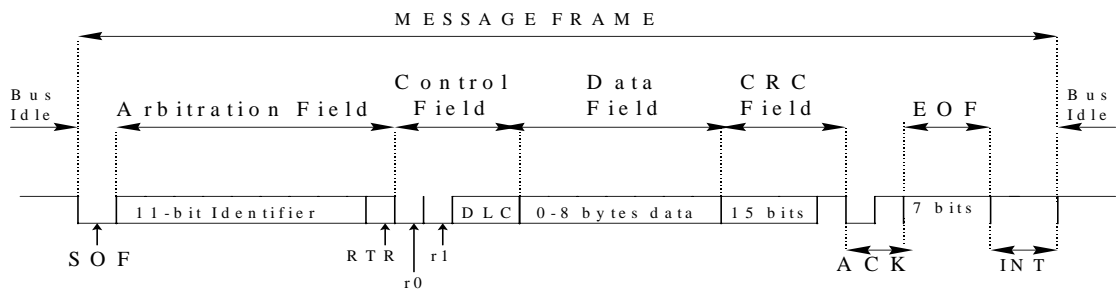 MESSAGE FRAME
Bus Idle
Arbitration Field
Control Field
Data Field
CRC Field
EOF
Bus Idle
11-bit Identifier
DLC
0-8 bytes data
15 bits
7 bits
SOF
RTR
r0
r1
ACK
INT